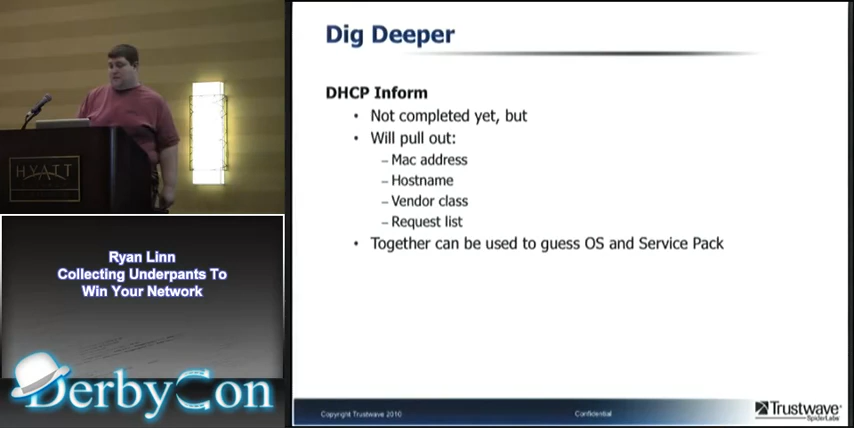 HYATT
Ryan Linn
Collecting Underpants To
Win Your Network
DerbyCon
Dig Deeper
DHCP Inform
• Not completed yet, but
• Will pull out:
– Mac address
– Hostname
– Vendor class
– Request list
• Together can be used to guess OS and Service Pack
Copyright Trustwave 2010
Confidential
Trustwave®
SpiderLabs